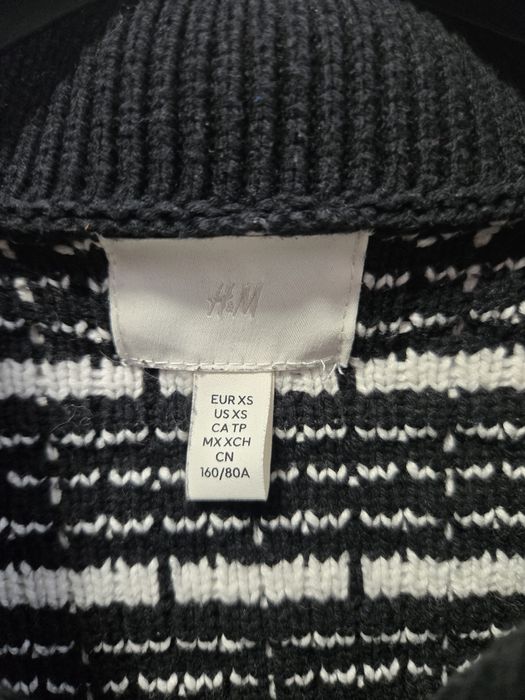 H&M
EUR XS
US XS
CA TP
MX XCH
CN
160/80A